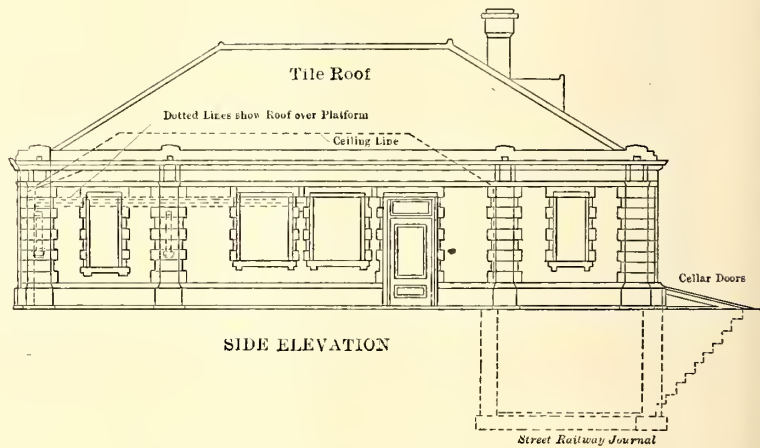 Tile Roof
Dotted Lines show Roof over Platform
Ceiling Line
Cellar Doors
SIDE ELEVATION
Street Railway Journal